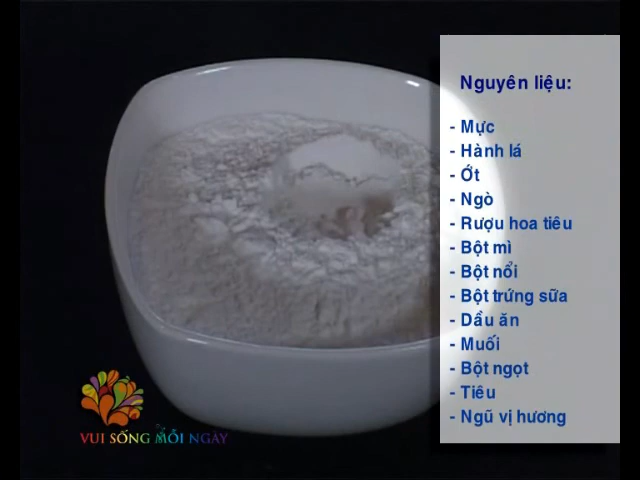 Nguyên liệu:
- Mực
- Hành lá
- Ớt
- Ngò
- Rượu hoa tiêu
- Bột mì
- Bột nổi
- Bột trứng sữa
- Dầu ăn
- Muối
- Bột ngọt
- Tiêu
- Ngũ vị hương
VUI SỐNG MỖI NGÀY